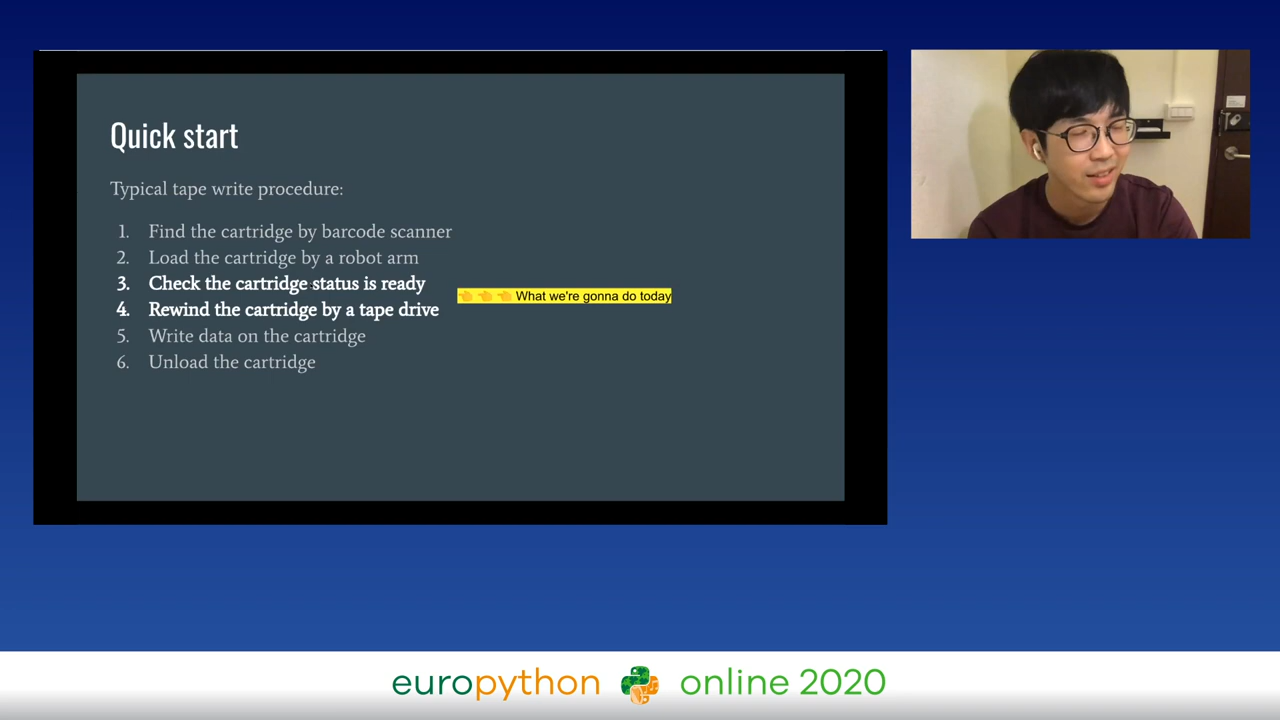 Quick start
Typical tape write procedure:
1. Find the cartridge by barcode scanner
2. Load the cartridge by a robot arm
3. Check the cartridge status is ready
4. Rewind the cartridge by a tape drive
👈 👈 👈 What we're gonna do today
5. Write data on the cartridge
6. Unload the cartridge
europython online 2020